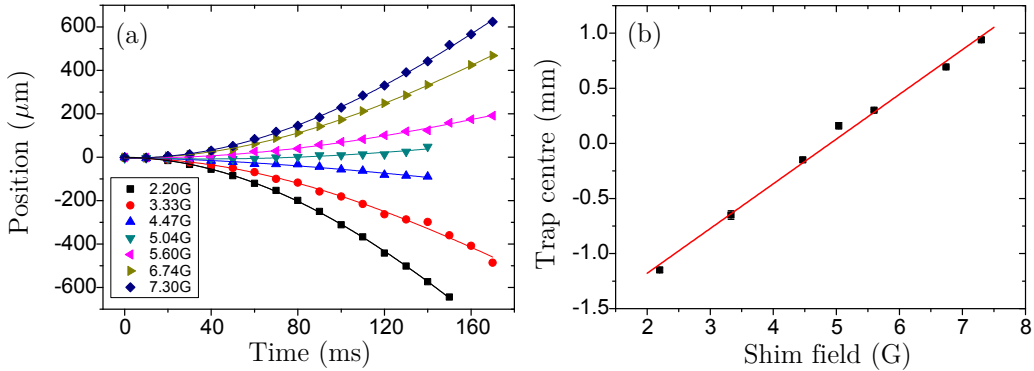 (a)
Position (μm)
600
400
200
0
-200
-400
-600
2.20G
3.33G
4.47G
5.04G
5.60G
6.74G
7.30G
0 40 80 120 160
Time (ms)
(b)
Trap centre (mm)
1.0
0.5
0.0
-0.5
-1.0
-1.5
2 3 4 5 6 7 8
Shim field (G)